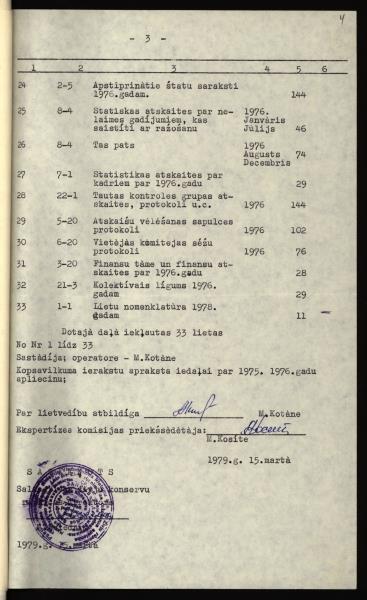 4
- 3 -
1 2 3 4 5 6
24 2-5 Apstiprinātie štatu saraksti
1976.gadam. 144
25 8-4 Statiskas atskaites par ne- 1976.
laimes gadījumiem, kas Janvāris
saistīti ar ražošanu Jūlijs 46
26 8-4 Tas pats 1976
Augusts 74
Decembris
27 7-1 Statistikas atskaites par
kadriem par 1976.gadu 29
28 22-1 Tautas kontroles grupas at-
skaites, protokoli u.c. 1976 144
29 5-20 Atskaišu vēlēšanas sapulces
protokoli 1976 102
30 6-20 Vietējās komitejas sēžu
protokoli 1976 76
31 3-20 Finansu tāme un finansu at-
skaites par 1976.gadu 28
32 21-3 Kolektīvais līgums 1976.
gadam 29
33 1-1 Lietu nomenklatūra 1978.
gadam 11
Dotajā daļā iekļautas 33 lietas
No Nr 1 līdz 33
Sastādīja; operatore - M.Kotāne
Kopsavilkuma ierakstu apraksta iedaļai par 1975. 1976.gadu
apliecinu;
Par lietvedību atbildīga M.Kotāne
Ekspertīzes komisijas priekšsēdētāja:
M.Kosite
1979.g. 15.martā
S TS
konservu
1979.g. 15.martā